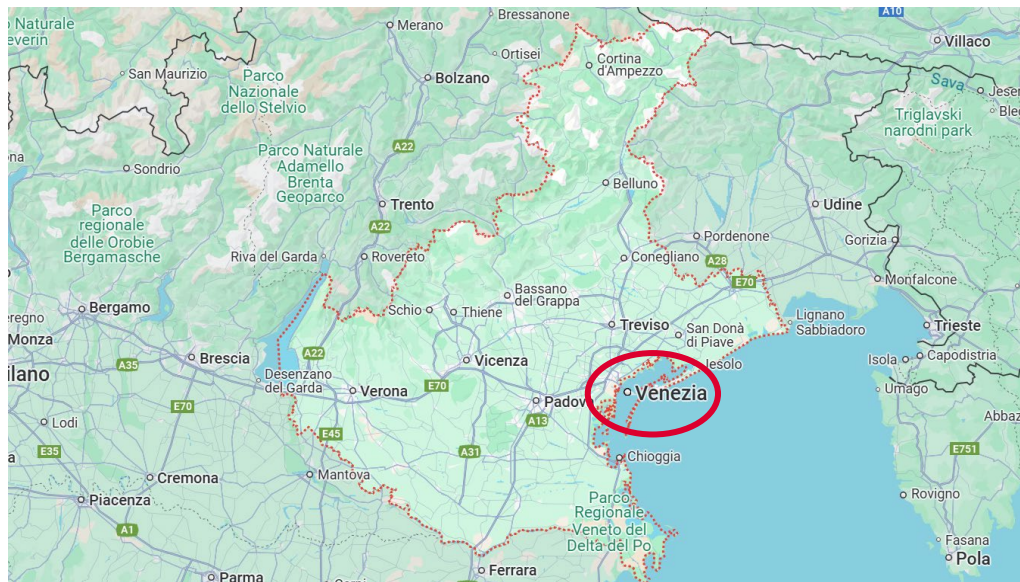 o Naturale
everin
Merano
Bressanone
A10
Villaco
Ortisei
San Maurizio
Parco
Nazionale
dello Stelvio
Bolzano
Cortina
d'Ampezzo
Sava
Jeser
Ble
Triglavski
narodni park
ona
Sondrio
Parco Naturale
Adamello
Brenta
Geoparco
A22
Belluno
Trento
Udine
Parco
regionale
delle Orobie
Bergamasche
A22
Pordenone
Gorizia
Riva del Garda
Rovereto
Conegliano
A28
E70
Monfalcone
Bergamo
eregno
Monza
Schio
Thiene
Bassano
del Grappa
Treviso
San Donà
di Piave
Lignano
Sabbiadoro
Trieste
ilano
A35
Brescia
A22
Vicenza
Jesolo
Isola
Capodistria
Desenzano
del Garda
Verona
E70
Padova
Venezia
Umago
E70
Lodi
E45
A13
Abbaz
E35
A31
Chioggia
E751
a
Cremona
Mantova
Piacenza
Parco
Regionale
Veneto del
Delta del Po
Rovigno
A1
Fasana
Parma
Ferrara
Pola